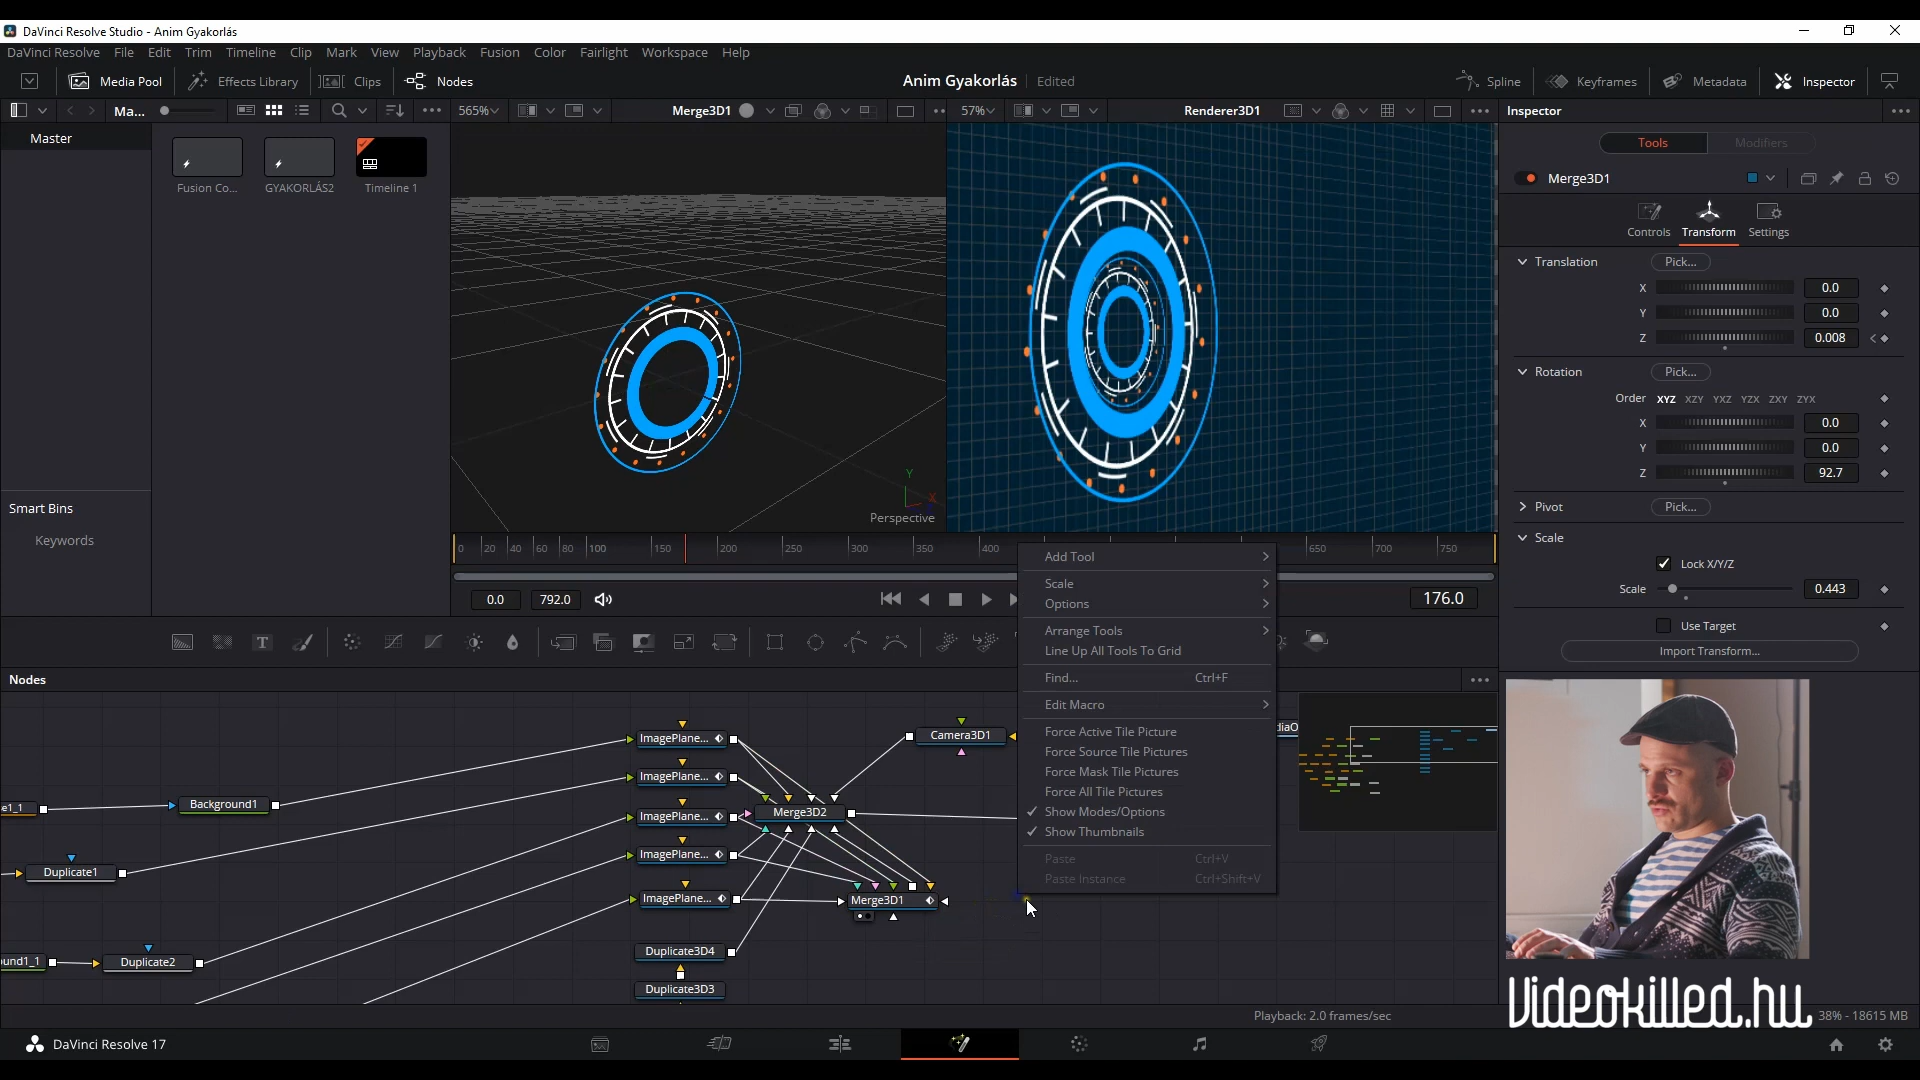 DaVinci Resolve Studio - Anim Gyakorlás
DaVinci Resolve File Edit Trim Timeline Clip Mark View Playback Fusion Color Fairlight Workspace Help
Media Pool Effects Library Clips Nodes Anim Gyakorlás Edited Spline Keyframes Metadata Inspector
Ma... 565% Merge3D1 57% Renderer3D1 Inspector
Master
Fusion Co... GYAKORLÁS2 Timeline 1
Smart Bins
Keywords
Y
X
Perspective
0 20 40 60 80 100 150 200 250 300 350 400 650 700 750
0.0 792.0 176.0
Tools Modifiers
Merge3D1
Controls Transform Settings
Translation Pick...
X 0.0
Y 0.0
Z 0.008
Rotation Pick...
Order XYZ XZY YXZ YZX ZXY ZYX
X 0.0
Y 0.0
Z 92.7
Pivot Pick...
Scale
Lock X/Y/Z
Scale 0.443
Use Target
Import Transform...
Add Tool
Scale
Options
Arrange Tools
Line Up All Tools To Grid
Find... Ctrl+F
Edit Macro
Force Active Tile Picture
Force Source Tile Pictures
Force Mask Tile Pictures
Force All Tile Pictures
Show Modes/Options
Show Thumbnails
Paste Ctrl+V
Paste Instance Ctrl+Shift+V
Nodes
ImagePlane...
Camera3D1
diaO
ImagePlane...
e1_1
Background1
ImagePlane...
Merge3D2
ImagePlane...
Duplicate1
ImagePlane...
Merge3D1
Duplicate3D4
und1_1
Duplicate2
Duplicate3D3
Videokilled.hu
Playback: 2.0 frames/sec 38% - 18615 MB
DaVinci Resolve 17